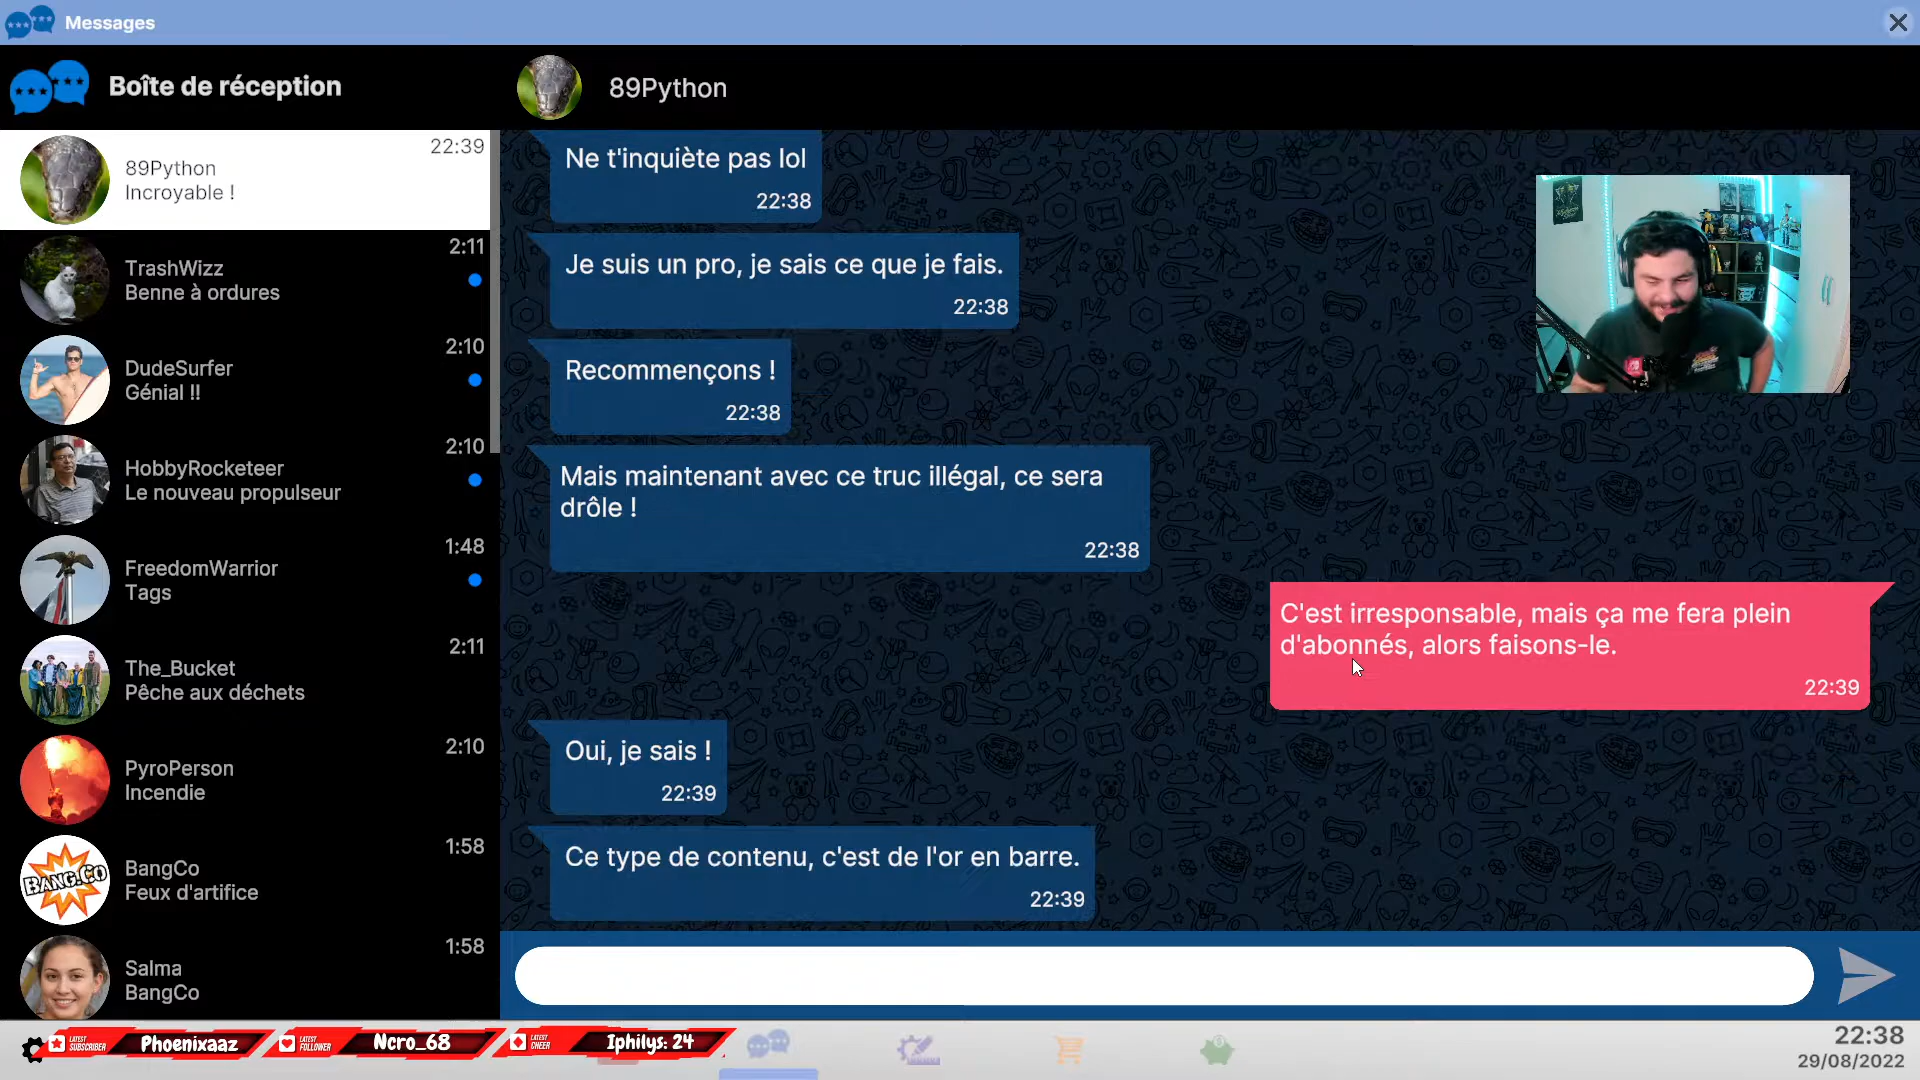 Messages
Boîte de réception
89Python
22:39
89Python
Incroyable !
2:11
TrashWizz
Benne à ordures
2:10
DudeSurfer
Génial !!
2:10
HobbyRocketeer
Le nouveau propulseur
1:48
FreedomWarrior
Tags
2:11
The_Bucket
Pêche aux déchets
2:10
PyroPerson
Incendie
1:58
BANG.CO
BangCo
Feux d'artifice
1:58
Salma
BangCo
Ne t'inquiète pas lol
22:38
Je suis un pro, je sais ce que je fais.
22:38
Recommençons !
22:38
Mais maintenant avec ce truc illégal, ce sera
drôle !
22:38
C'est irresponsable, mais ça me fera plein
d'abonnés, alors faisons-le.
22:39
Oui, je sais !
22:39
Ce type de contenu, c'est de l'or en barre.
22:39
LATEST SUBSCRIBER
Phoenixaaz
LATEST FOLLOWER
Ncro_68
LATEST CHEER
Iphilys: 24
22:38
29/08/2022